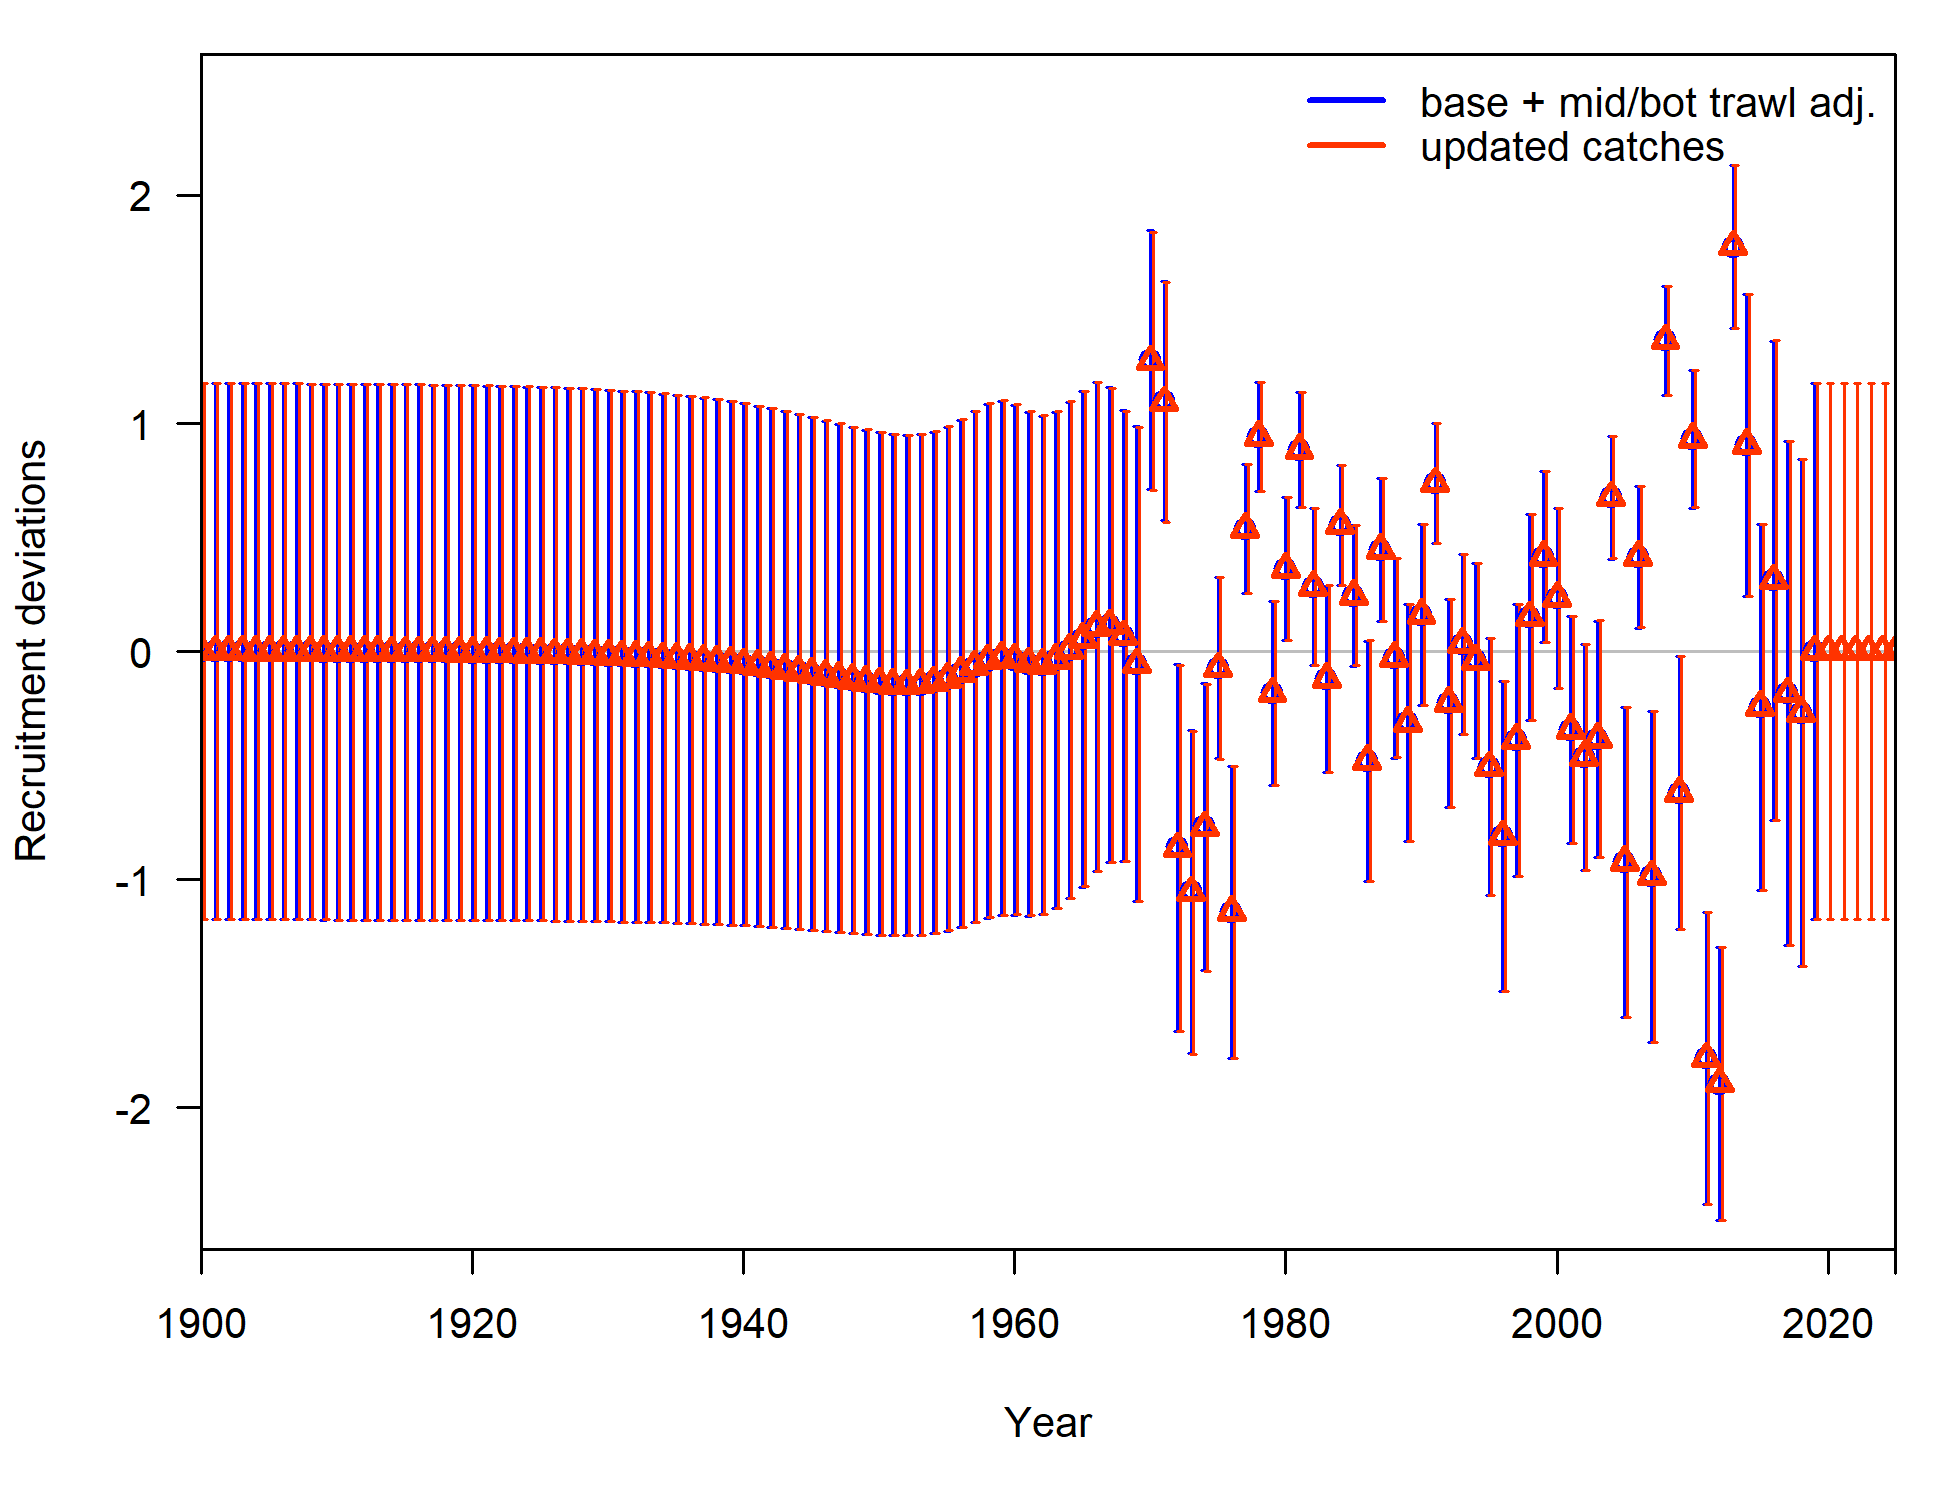 base + mid/bot trawl adj.
updated catches
2
1
0
-1
-2
Recruitment deviations
1900 1920 1940 1960 1980 2000 2020
Year